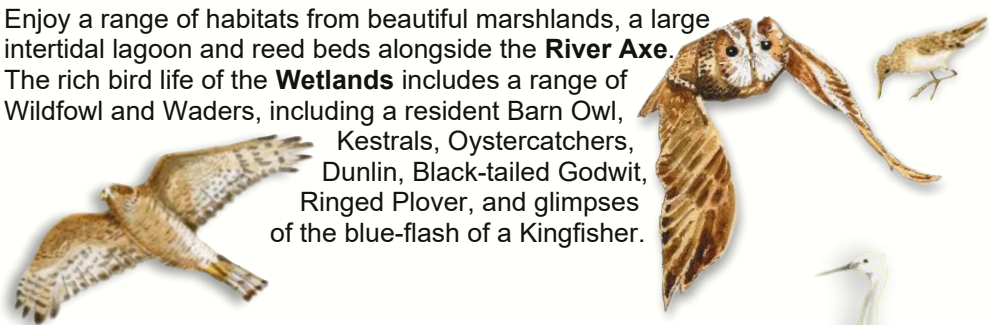 Enjoy a range of habitats from beautiful marshlands, a large
intertidal lagoon and reed beds alongside the River Axe.
The rich bird life of the Wetlands includes a range of
Wildfowl and Waders, including a resident Barn Owl,
Kestrals, Oystercatchers,
Dunlin, Black-tailed Godwit,
Ringed Plover, and glimpses
of the blue-flash of a Kingfisher.